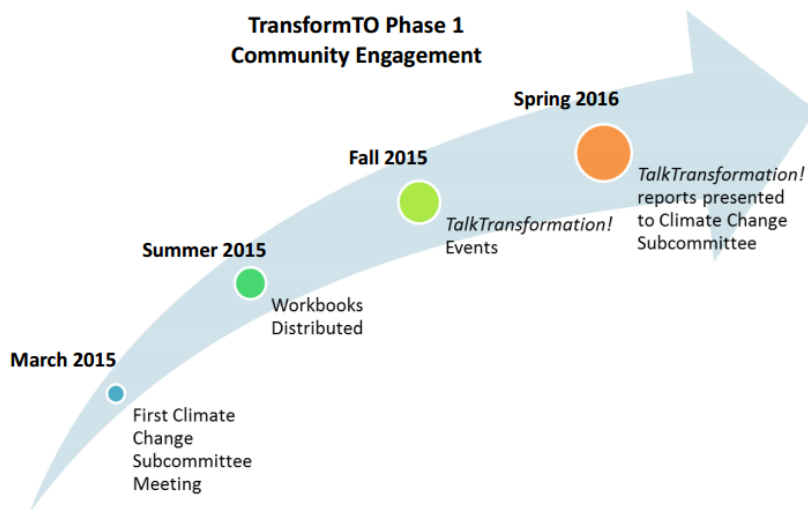 TransformTO Phase 1
Community Engagement
March 2015
First Climate
Change
Subcommittee
Meeting
Summer 2015
Workbooks
Distributed
Fall 2015
TalkTransformation!
Events
Spring 2016
TalkTransformation!
reports presented
to Climate Change
Subcommittee